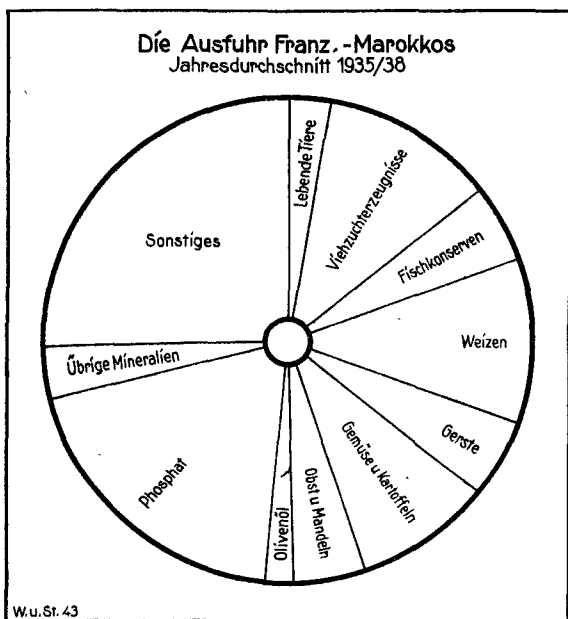 Die Ausfuhr Franz.-Marokkos
Jahresdurchschnitt 1935/38
Lebende Tiere
Viehzuchterzeugnisse
Fischkonserven
Weizen
Gerste
Gemüse u Kartoffeln
Obst u Mandeln
Olivenöl
Phosphat
Übrige Mineralien
Sonstiges
W. u. St. 43